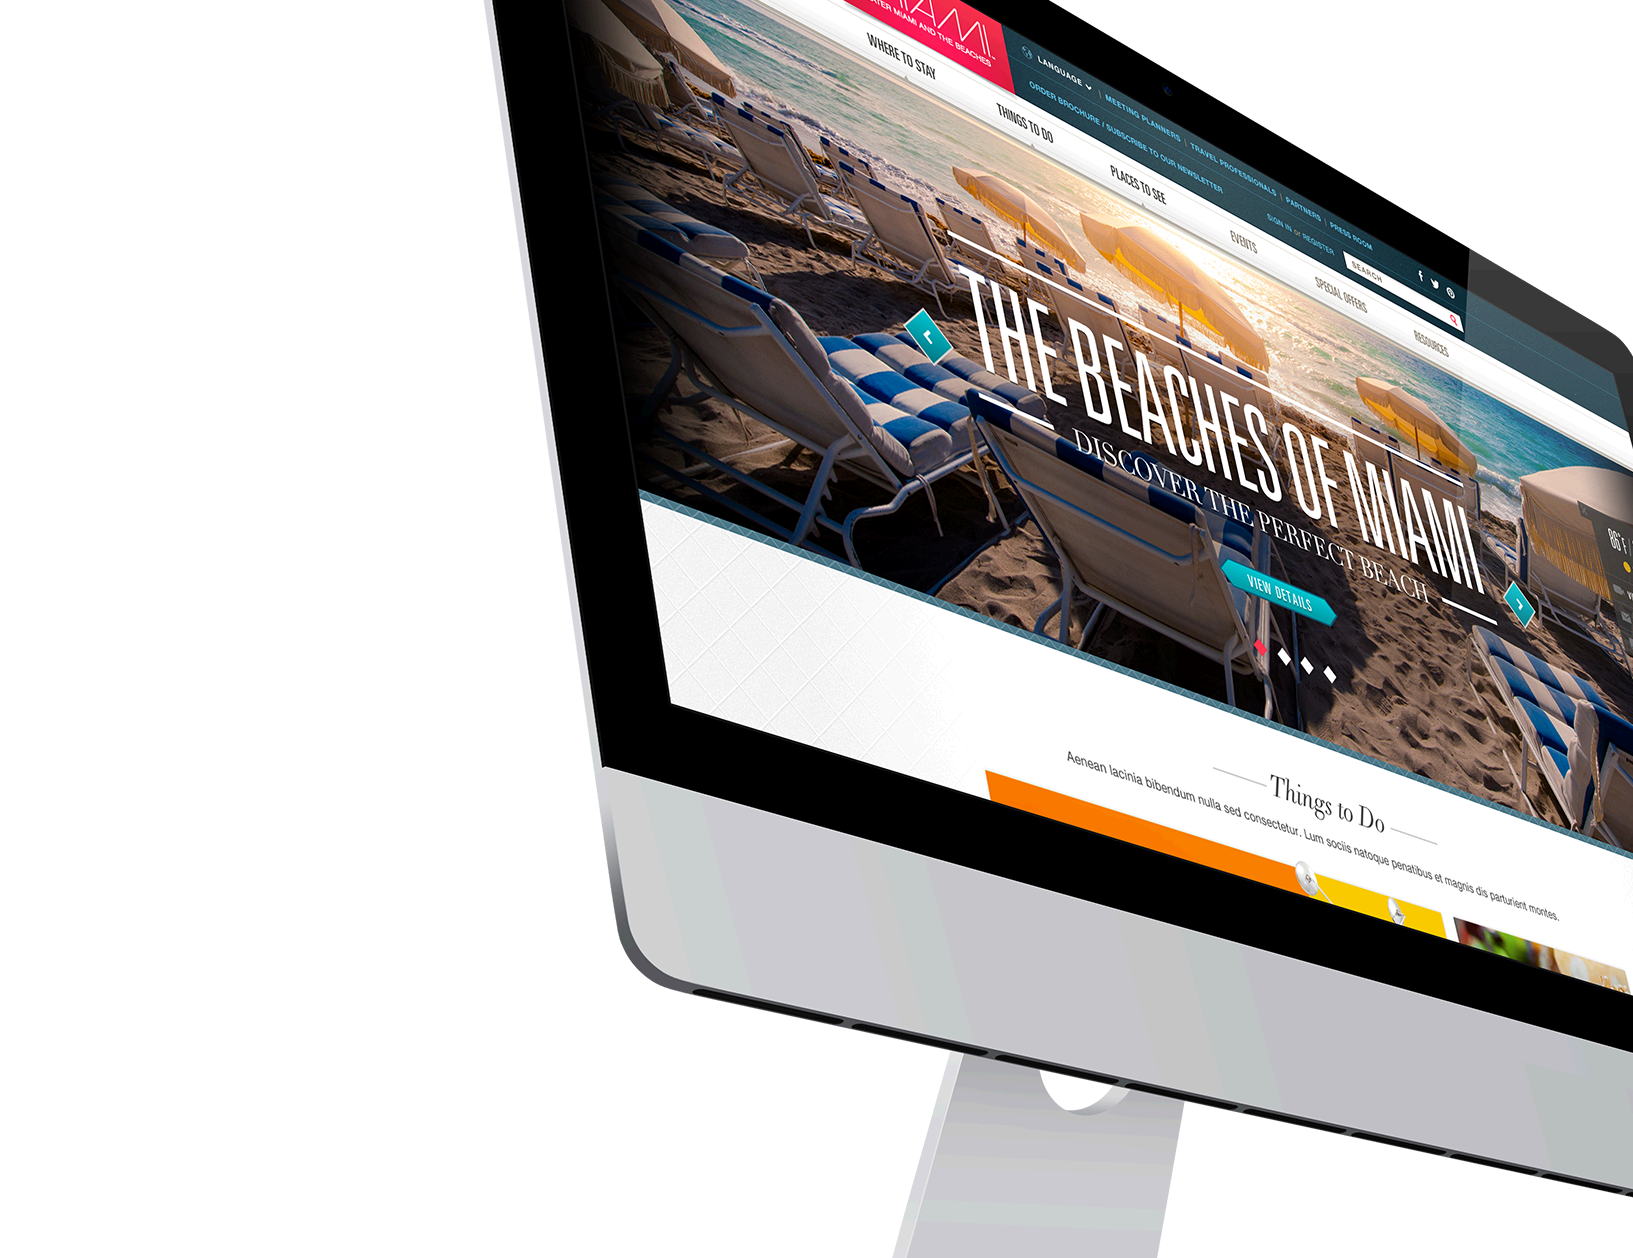 MIAMI
MIAMI AND THE BEACHES
LANGUAGE | MEETING PLANNERS | TRAVEL PROFESSIONALS | PARTNERS | PRESS ROOM
ORDER BROCHURE / SUBSCRIBE TO OUR NEWSLETTER
SIGN IN or REGISTER
SEARCH
WHERE TO STAY
THINGS TO DO
PLACES TO SEE
EVENTS
SPECIAL OFFERS
RESOURCES
THE BEACHES OF MIAMI
DISCOVER THE PERFECT BEACH
VIEW DETAILS
86°F /
Things to Do
Aenean lacinia bibendum nulla sed consectetur. Lum sociis natoque penatibus et magnis dis parturient montes.